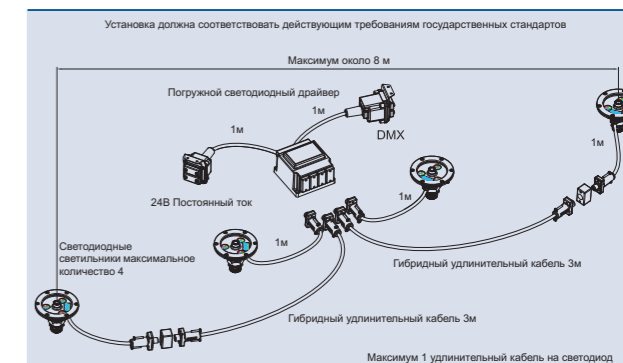 Установка должна соответствовать действующим требованиям государственных стандартов
Максимум около 8 м
Погружной светодиодный драйвер
1м
1м
DMX
1м
24В Постоянный ток
1м
Светодиодные
светильники максимальное
количество 4
1м
Гибридный удлинительный кабель 3м
Гибридный удлинительный кабель 3м
Максимум 1 удлинительный кабель на светодиод